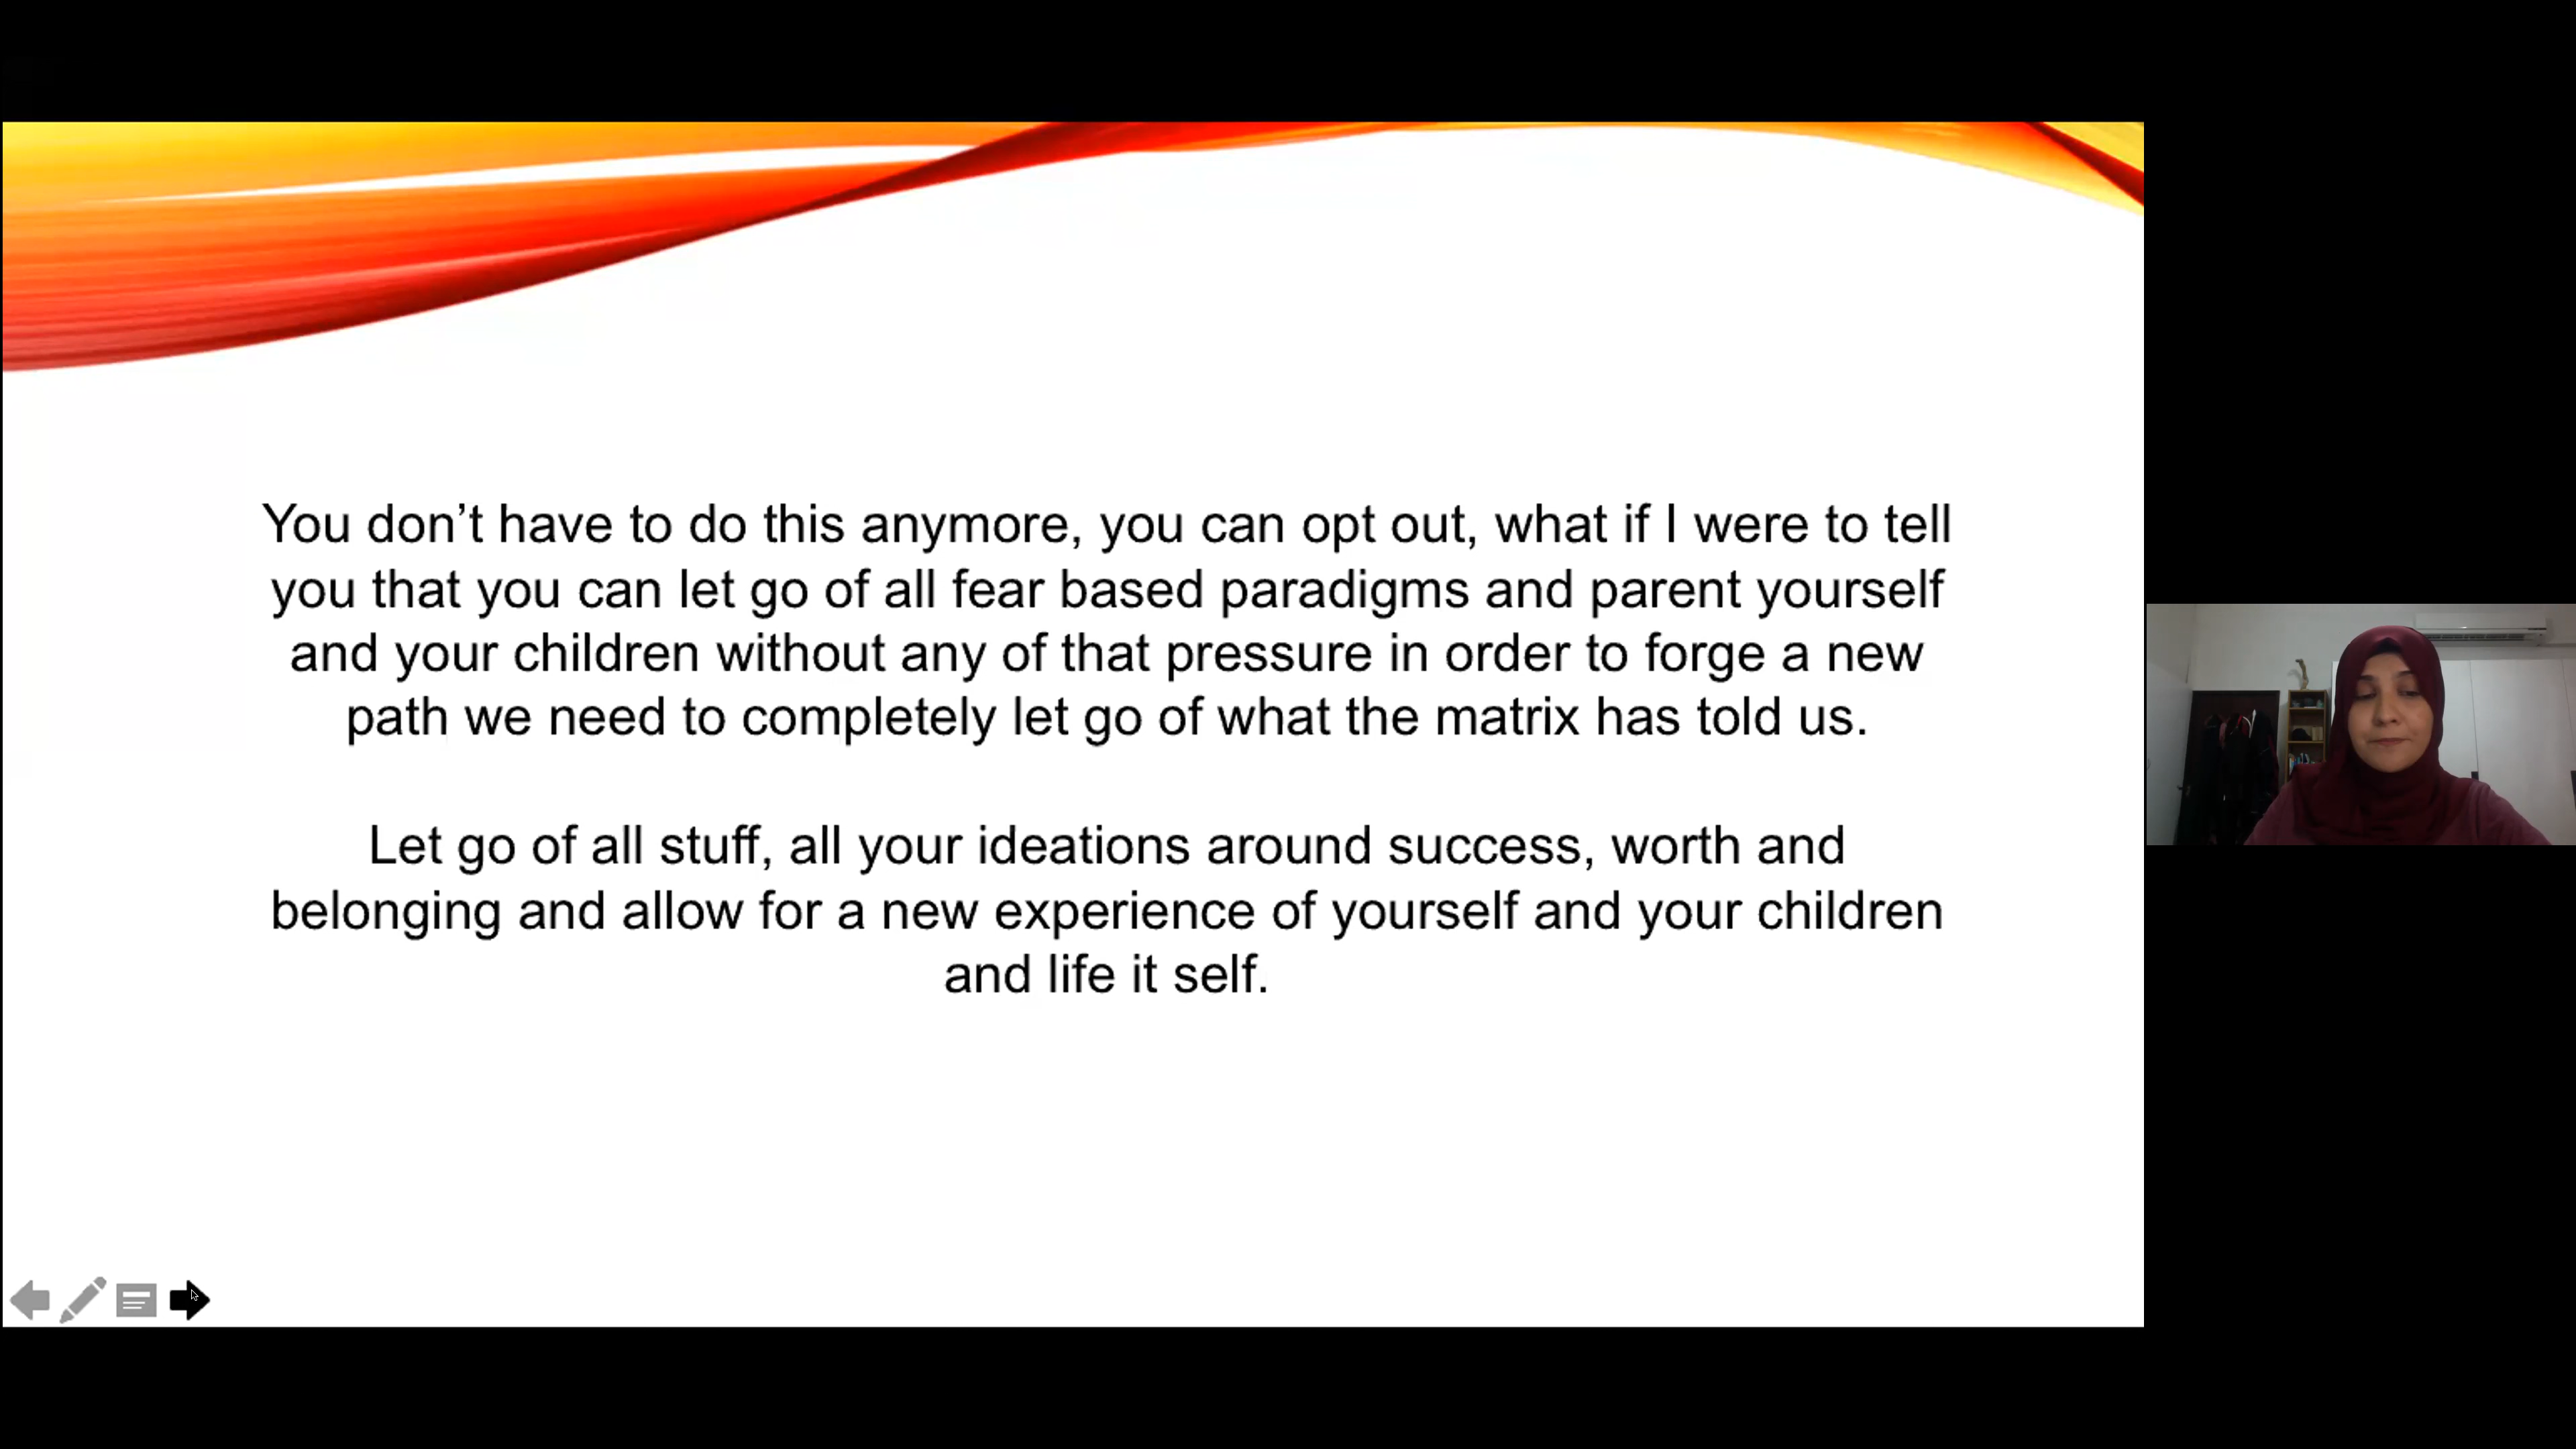 You don’t have to do this anymore, you can opt out, what if I were to tell
you that you can let go of all fear based paradigms and parent yourself
and your children without any of that pressure in order to forge a new
path we need to completely let go of what the matrix has told us.
Let go of all stuff, all your ideations around success, worth and
belonging and allow for a new experience of yourself and your children
and life it self.